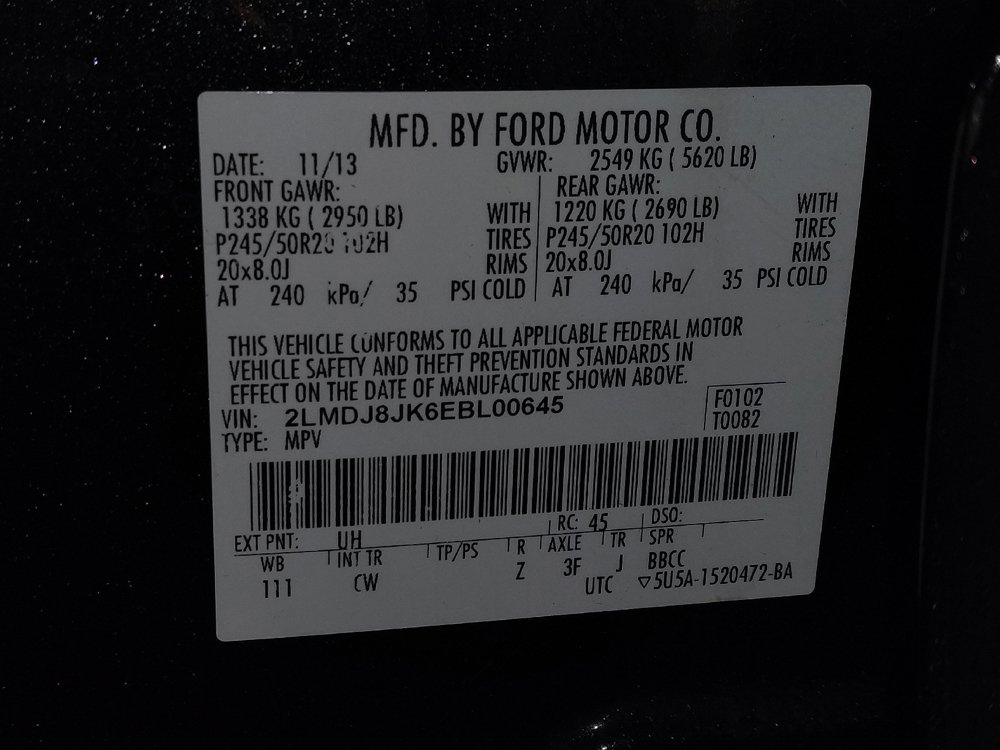 MFD. BY FORD MOTOR CO.
DATE: 11/13 GVWR: 2549 KG ( 5620 LB)
FRONT GAWR: REAR GAWR:
1338 KG ( 2950 LB) WITH 1220 KG ( 2690 LB) WITH
P245/50R20 102H TIRES P245/50R20 102H TIRES
20x8.0J RIMS 20x8.0J RIMS
AT 240 kPa/ 35 PSI COLD AT 240 kPa/ 35 PSI COLD
THIS VEHICLE CONFORMS TO ALL APPLICABLE FEDERAL MOTOR
VEHICLE SAFETY AND THEFT PREVENTION STANDARDS IN
EFFECT ON THE DATE OF MANUFACTURE SHOWN ABOVE.
VIN: 2LMDJ8JK6EBL00645 F0102
TYPE: MPV T0082
EXT PNT: UH RC: 45 DSO:
WB INT TR TP/PS R AXLE TR SPR
111 CW Z 3F J BBCC
UTC ▽5U5A-1520472-BA